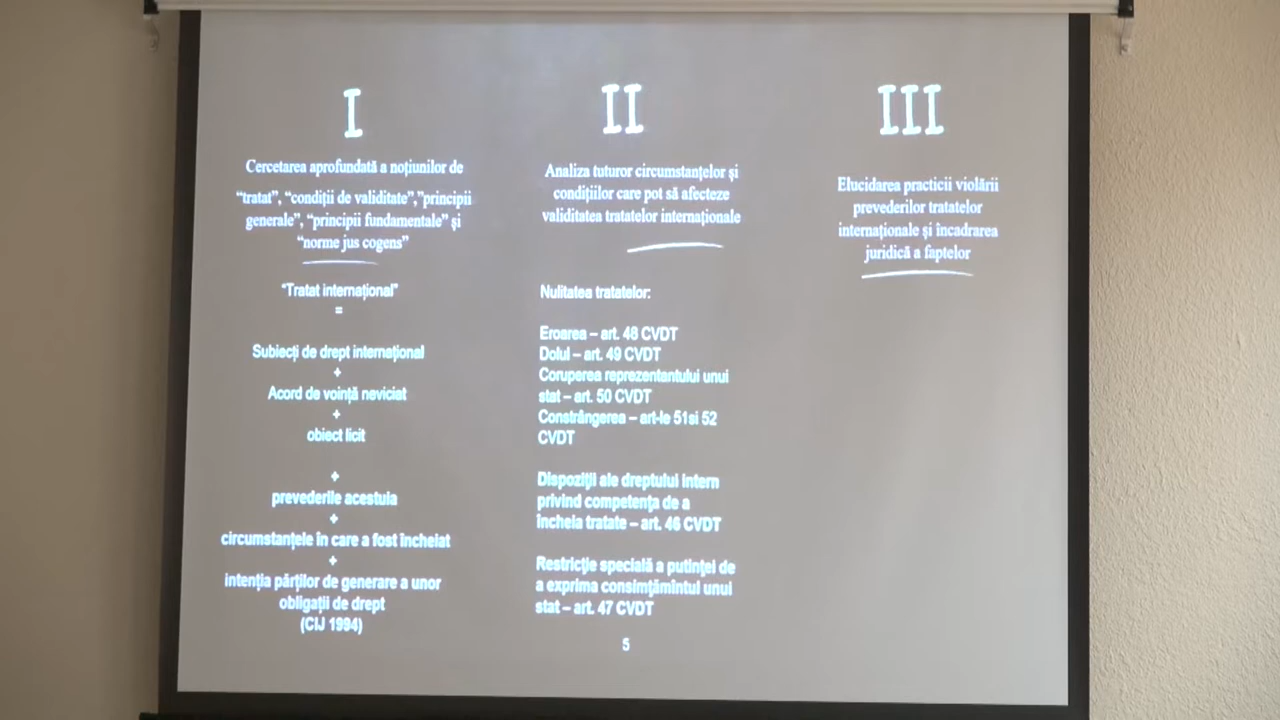 I
Cercetarea aprofundată a noțiunilor de
“tratat”, “condiții de validitate”,”principii
generale”, “principii fundamentale” și
“norme jus cogens”
“Tratat internațional”
=
Subiecți de drept internațional
+
Acord de voință neviciat
+
obiect licit
+
prevederile acestuia
+
circumstanțele în care a fost încheiat
+
intenția părților de generare a unor
obligații de drept
(CIJ 1994)
II
Analiza tuturor circumstanțelor și
condițiilor care pot să afecteze
validitatea tratatelor internaționale
Nulitatea tratatelor:
Eroarea – art. 48 CVDT
Dolul – art. 49 CVDT
Coruperea reprezentantului unui
stat – art. 50 CVDT
Constrângerea – art-le 51si 52
CVDT
Dispoziţii ale dreptului intern
privind competenţa de a
încheia tratate – art. 46 CVDT
Restricţie specială a putinţei de
a exprima consimţămîntul unui
stat – art. 47 CVDT
5
III
Elucidarea practicii violării
prevederilor tratatelor
internaționale și încadrarea
juridică a faptelor